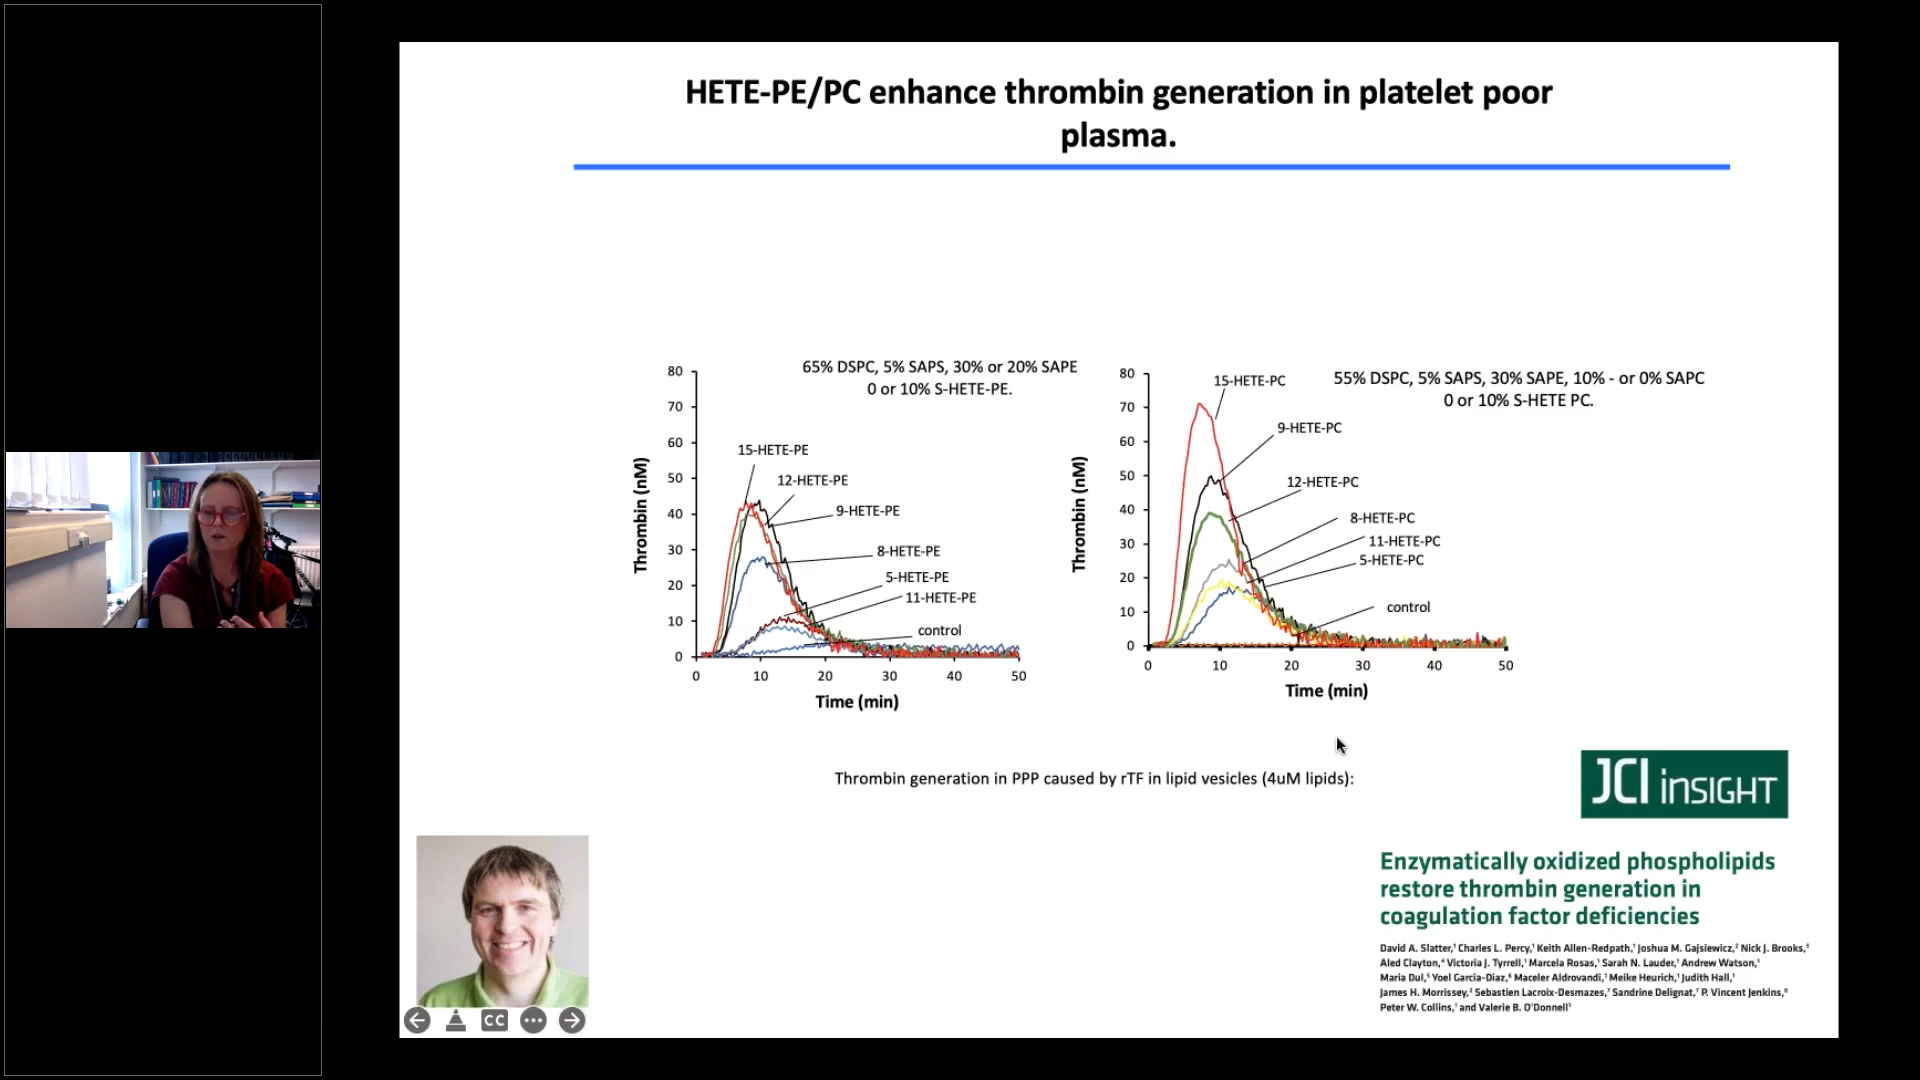 HETE-PE/PC enhance thrombin generation in platelet poor
plasma.
65% DSPC, 5% SAPS, 30% or 20% SAPE
0 or 10% S-HETE-PE.
80
70
60
50
40
30
20
10
0
Thrombin (nM)
15-HETE-PE
12-HETE-PE
9-HETE-PE
8-HETE-PE
5-HETE-PE
11-HETE-PE
control
0 10 20 30 40 50
Time (min)
55% DSPC, 5% SAPS, 30% SAPE, 10% - or 0% SAPC
0 or 10% S-HETE PC.
80
70
60
50
40
30
20
10
0
Thrombin (nM)
15-HETE-PC
9-HETE-PC
12-HETE-PC
8-HETE-PC
11-HETE-PC
5-HETE-PC
control
0 10 20 30 40 50
Time (min)
Thrombin generation in PPP caused by rTF in lipid vesicles (4uM lipids):
JCI insight
Enzymatically oxidized phospholipids
restore thrombin generation in
coagulation factor deficiencies
David A. Slatter,¹ Charles L. Percy,¹ Keith Allen-Redpath,¹ Joshua M. Gajsiewicz,² Nick J. Brooks,³
Aled Clayton,⁴ Victoria J. Tyrrell,¹ Marcela Rosas,¹ Sarah N. Lauder,¹ Andrew Watson,¹
Maria Dul,⁵ Yoel Garcia-Diaz,⁶ Maceler Aldrovandi,¹ Meike Heurich,¹ Judith Hall,¹
James H. Morrissey,² Sebastien Lacroix-Desmazes,⁷ Sandrine Delignat,⁷ P. Vincent Jenkins,⁸
Peter W. Collins,¹ and Valerie B. O'Donnell¹
CC